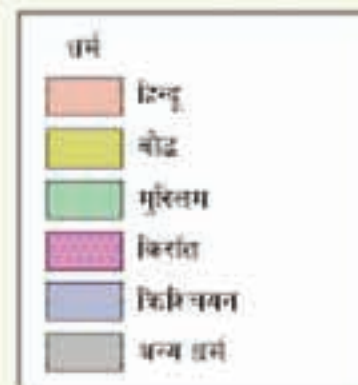 धर्म
हिन्दू
बौद्ध
मुस्लिम
किरांत
क्रिश्चियन
अन्य धर्म